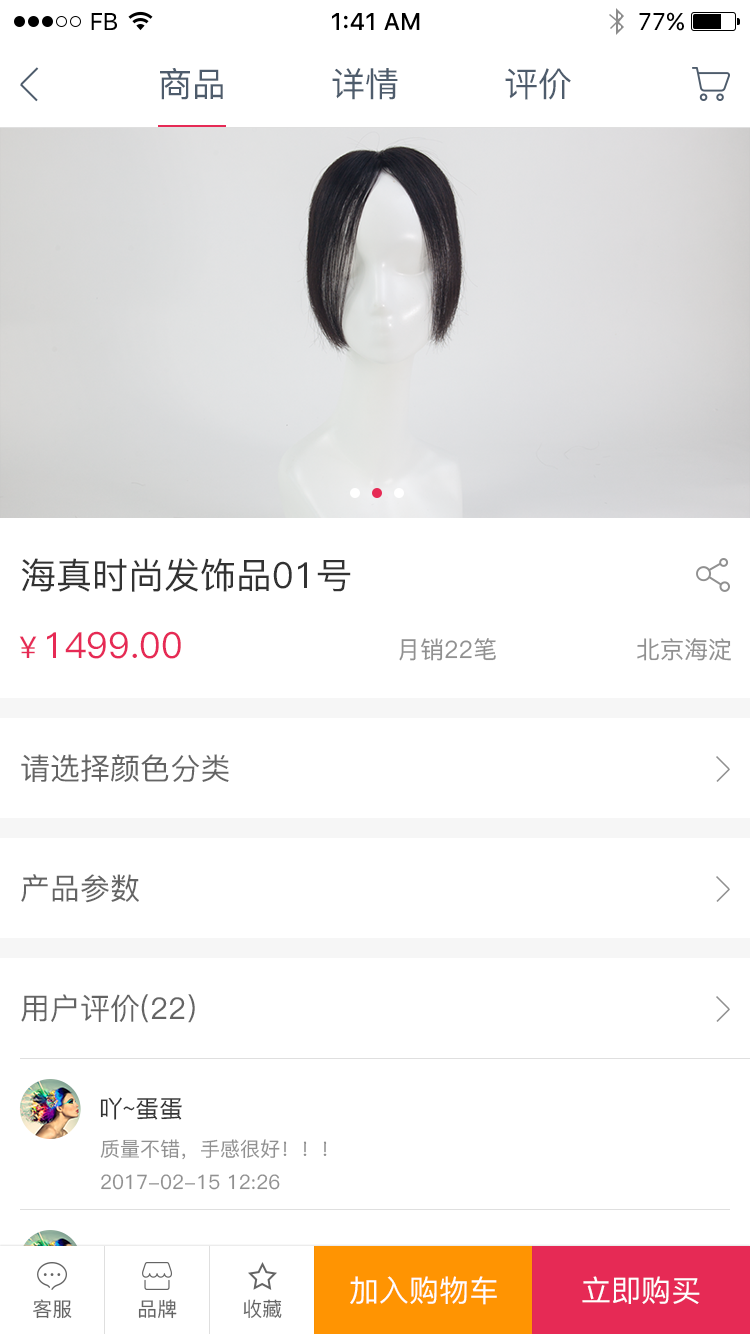 FB 1:41 AM 77%
商品 详情 评价
海真时尚发饰品01号
¥1499.00 月销22笔 北京海淀
请选择颜色分类
产品参数
用户评价(22)
吖~蛋蛋
质量不错，手感很好！！！
2017-02-15 12:26
客服 品牌 收藏 加入购物车 立即购买